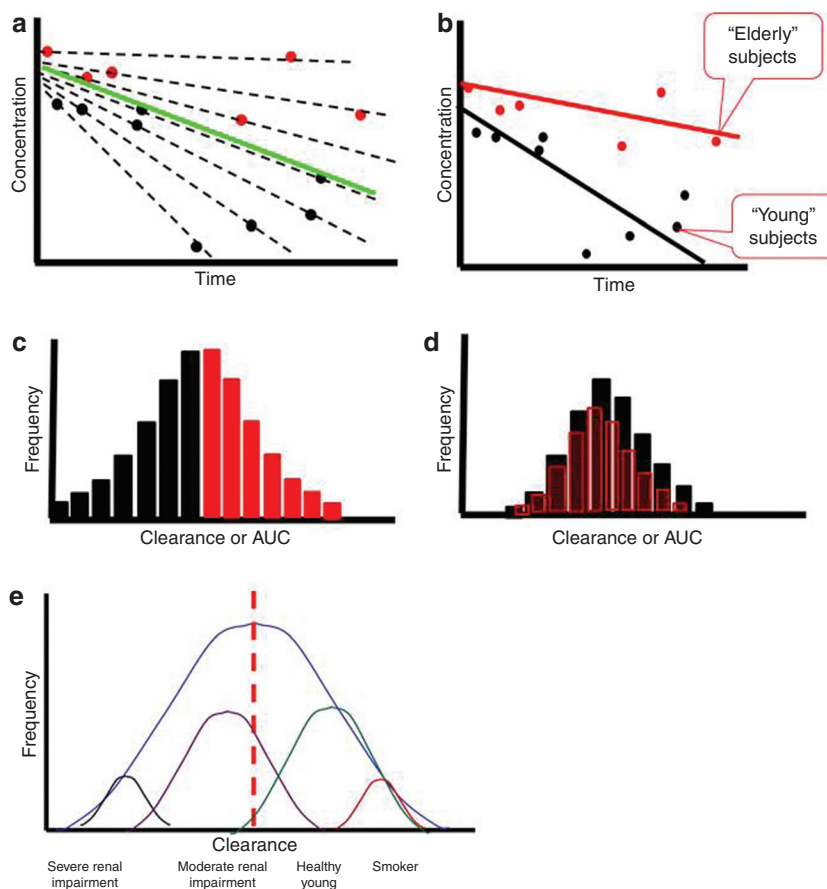 a
Concentration
Time
b
Concentration
Time
“Elderly”
subjects
“Young”
subjects
c
Frequency
Clearance or AUC
d
Frequency
Clearance or AUC
e
Frequency
Clearance
Severe renal
impairment
Moderate renal
impairment
Healthy
young
Smoker